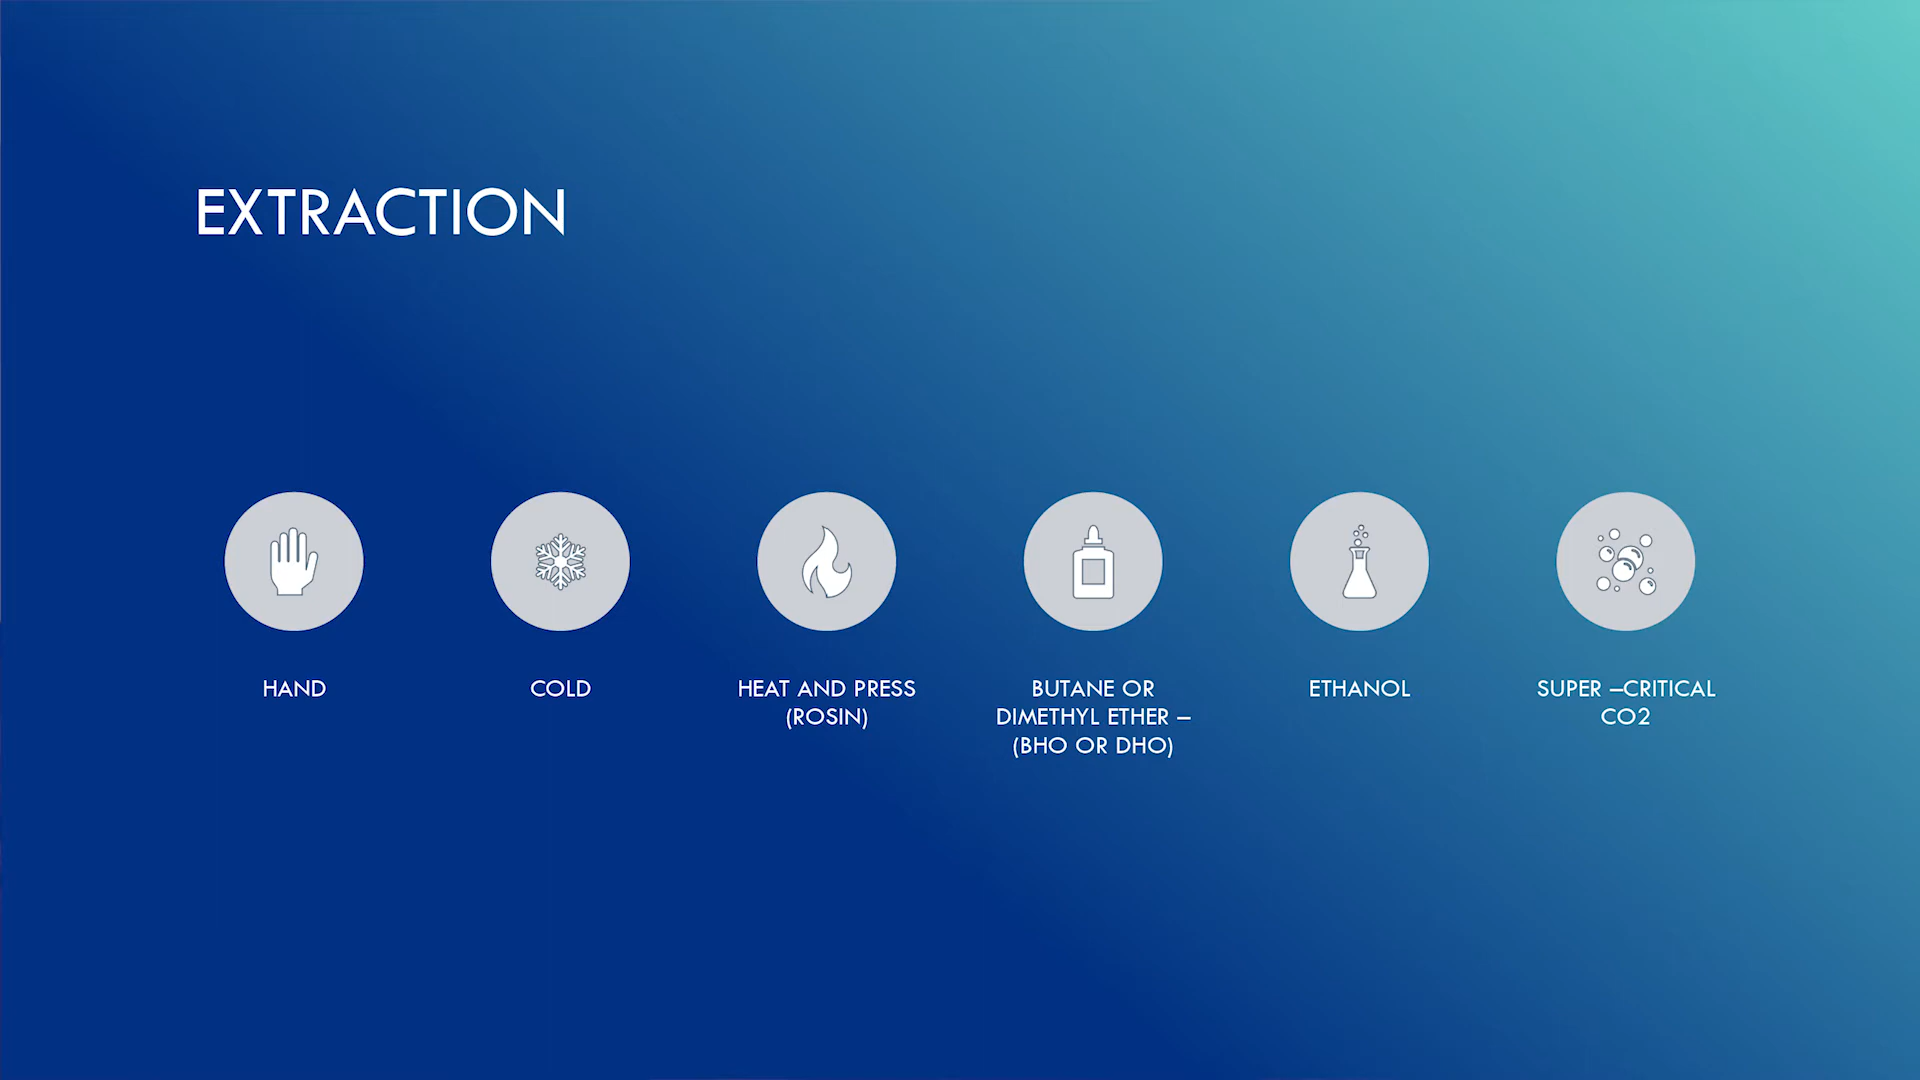 EXTRACTION
HAND
COLD
HEAT AND PRESS
(ROSIN)
BUTANE OR
DIMETHYL ETHER –
(BHO OR DHO)
ETHANOL
SUPER –CRITICAL
CO2